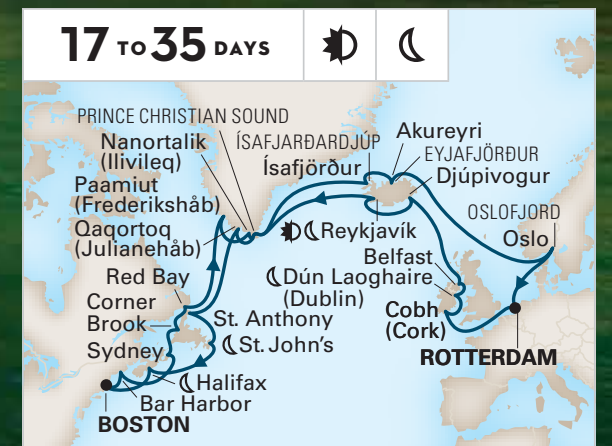 17 TO 35 DAYS
PRINCE CHRISTIAN SOUND
Nanortalik
(Ilivileq)
Paamiut
(Frederikshåb)
Qaqortoq
(Julianehåb)
Red Bay
Corner
Brook
Sydney
BOSTON
Bar Harbor
Halifax
St. John's
St. Anthony
ÍSAFJARÐARDJÚP
Ísafjörður
Akureyri
EYJAFJÖRÐUR
Djúpivogur
Reykjavík
OSLOFJORD
Oslo
Belfast
Dún Laoghaire
(Dublin)
Cobh
(Cork)
ROTTERDAM